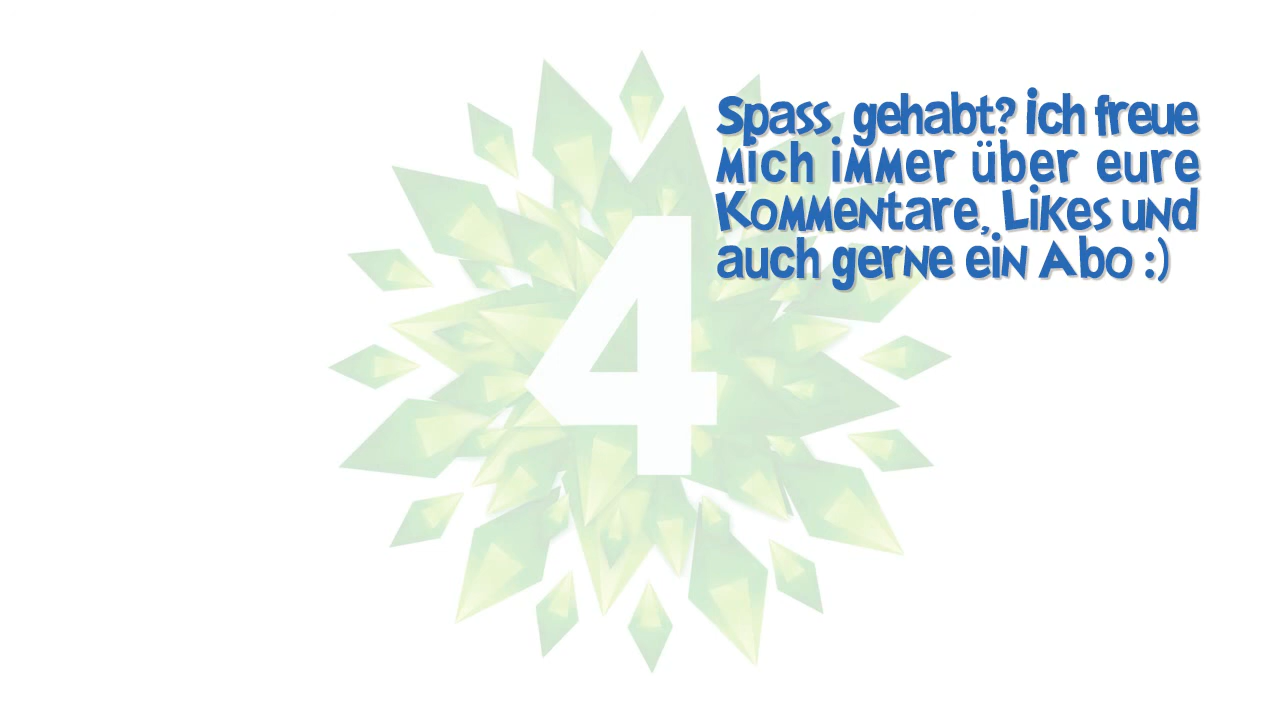 Spass gehabt? Ich freue
mich immer über eure
Kommentare, Likes und
auch gerne ein Abo :)
4